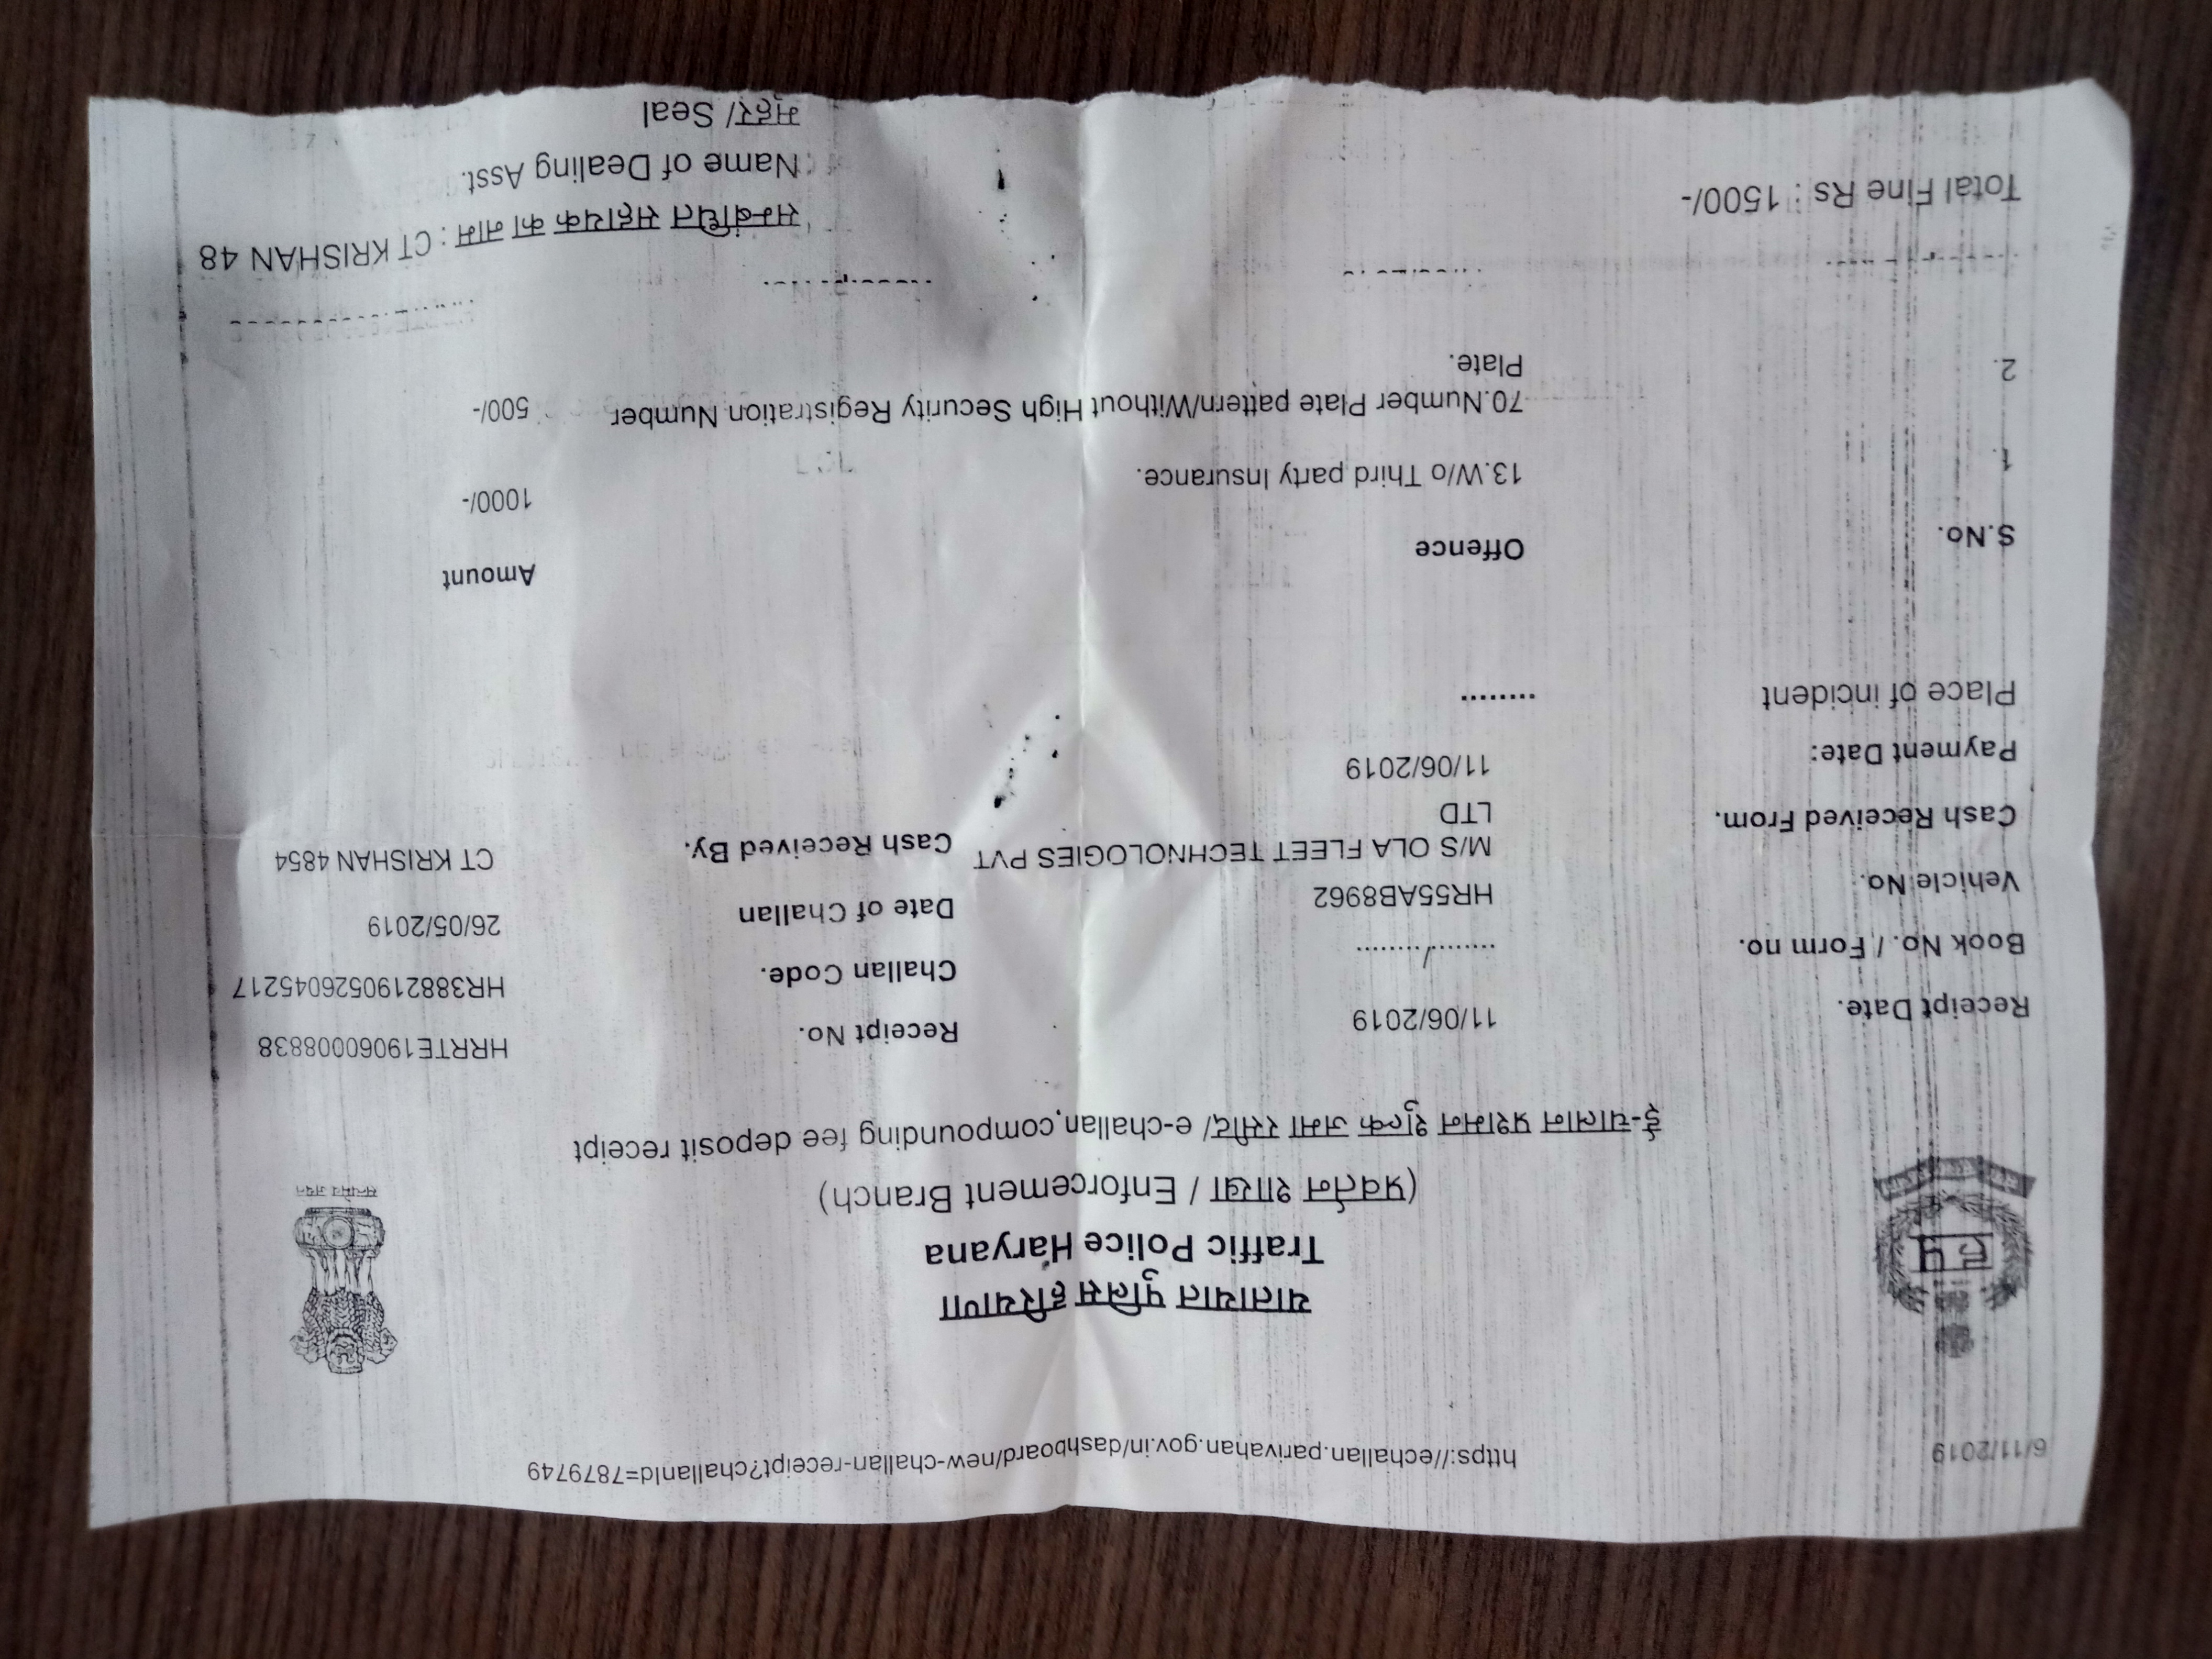 6/11/2019 https://echallan.parivahan.gov.in/dashboard/new-challan-receipt?challanId=7879749
ह प
सत्यमेव जयते
यातायात पुलिस हरियाणा
Traffic Police Haryana
(प्रवर्तन शाखा / Enforcement Branch)
ई-चालान प्रशमन शुल्क जमा रसीद/ e-challan compounding fee deposit receipt
Receipt Date. 11/06/2019 Receipt No. HRRTE19060008838
Book No. / Form no. ......../......... Challan Code. HR3882190526045217
Vehicle No. HR55AB8962 Date of Challan 26/05/2019
Cash Received From. M/S OLA FLEET TECHNOLOGIES PVT LTD Cash Received By. CT KRISHAN 4854
Payment Date: 11/06/2019
Place of incident ........
S.No. Offence Amount
1. 13.W/o Third party Insurance. 1000/-
2. 70.Number Plate pattern/Without High Security Registration Number Plate. 500/-
Total Fine Rs : 1500/-
सम्बंधित सहायक का नाम : CT KRISHAN 48
Name of Dealing Asst.
मुहर/ Seal